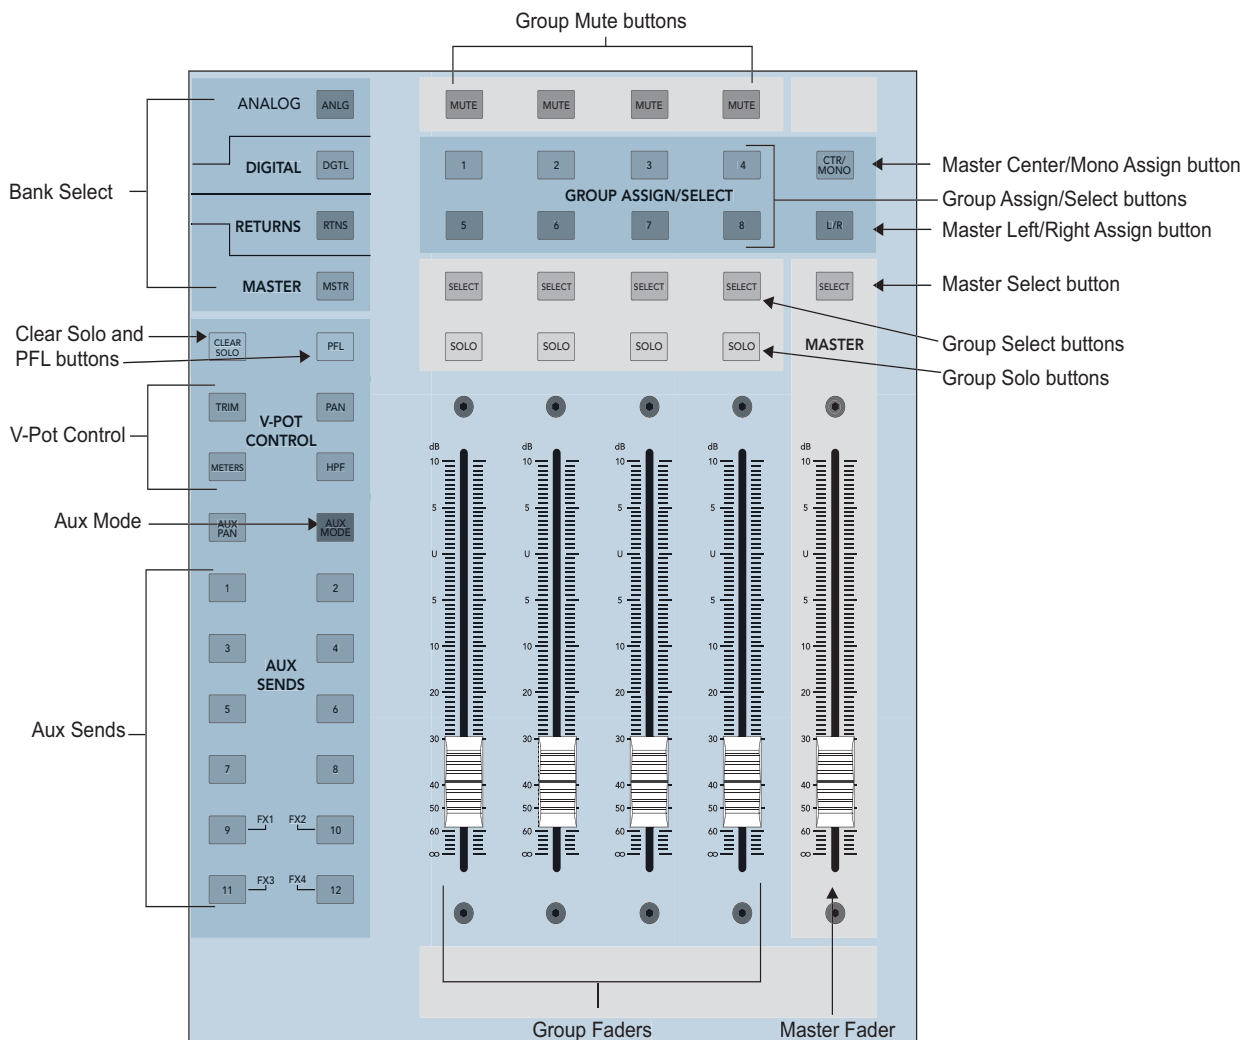 Group Mute buttons
ANALOG ANLG MUTE MUTE MUTE MUTE
DIGITAL DGTL 1 2 3 4 CTR/
MONO Master Center/Mono Assign button
Bank Select GROUP ASSIGN/SELECT Group Assign/Select buttons
RETURNS RTNS 5 6 7 8 L/R Master Left/Right Assign button
MASTER MSTR SELECT SELECT SELECT SELECT SELECT Master Select button
Clear Solo and
PFL buttons
CLEAR
SOLO
PFL SOLO SOLO SOLO SOLO MASTER Group Select buttons
Group Solo buttons
TRIM PAN
V-Pot Control V-POT
CONTROL
METERS HPF
Aux Mode AUX
PAN
AUX
MODE
1 2
3 4
AUX
SENDS
5 6
Aux Sends
7 8
9 FX1 FX2 10
11 FX3 FX4 12
dB dB dB dB dB
10 10 10 10 10
5 5 5 5 5
U U U U U
5 5 5 5 5
10 10 10 10 10
20 20 20 20 20
30 30 30 30 30
40 40 40 40 40
50 50 50 50 50
60 60 60 60 60
∞ ∞ ∞ ∞ ∞
Group Faders Master Fader